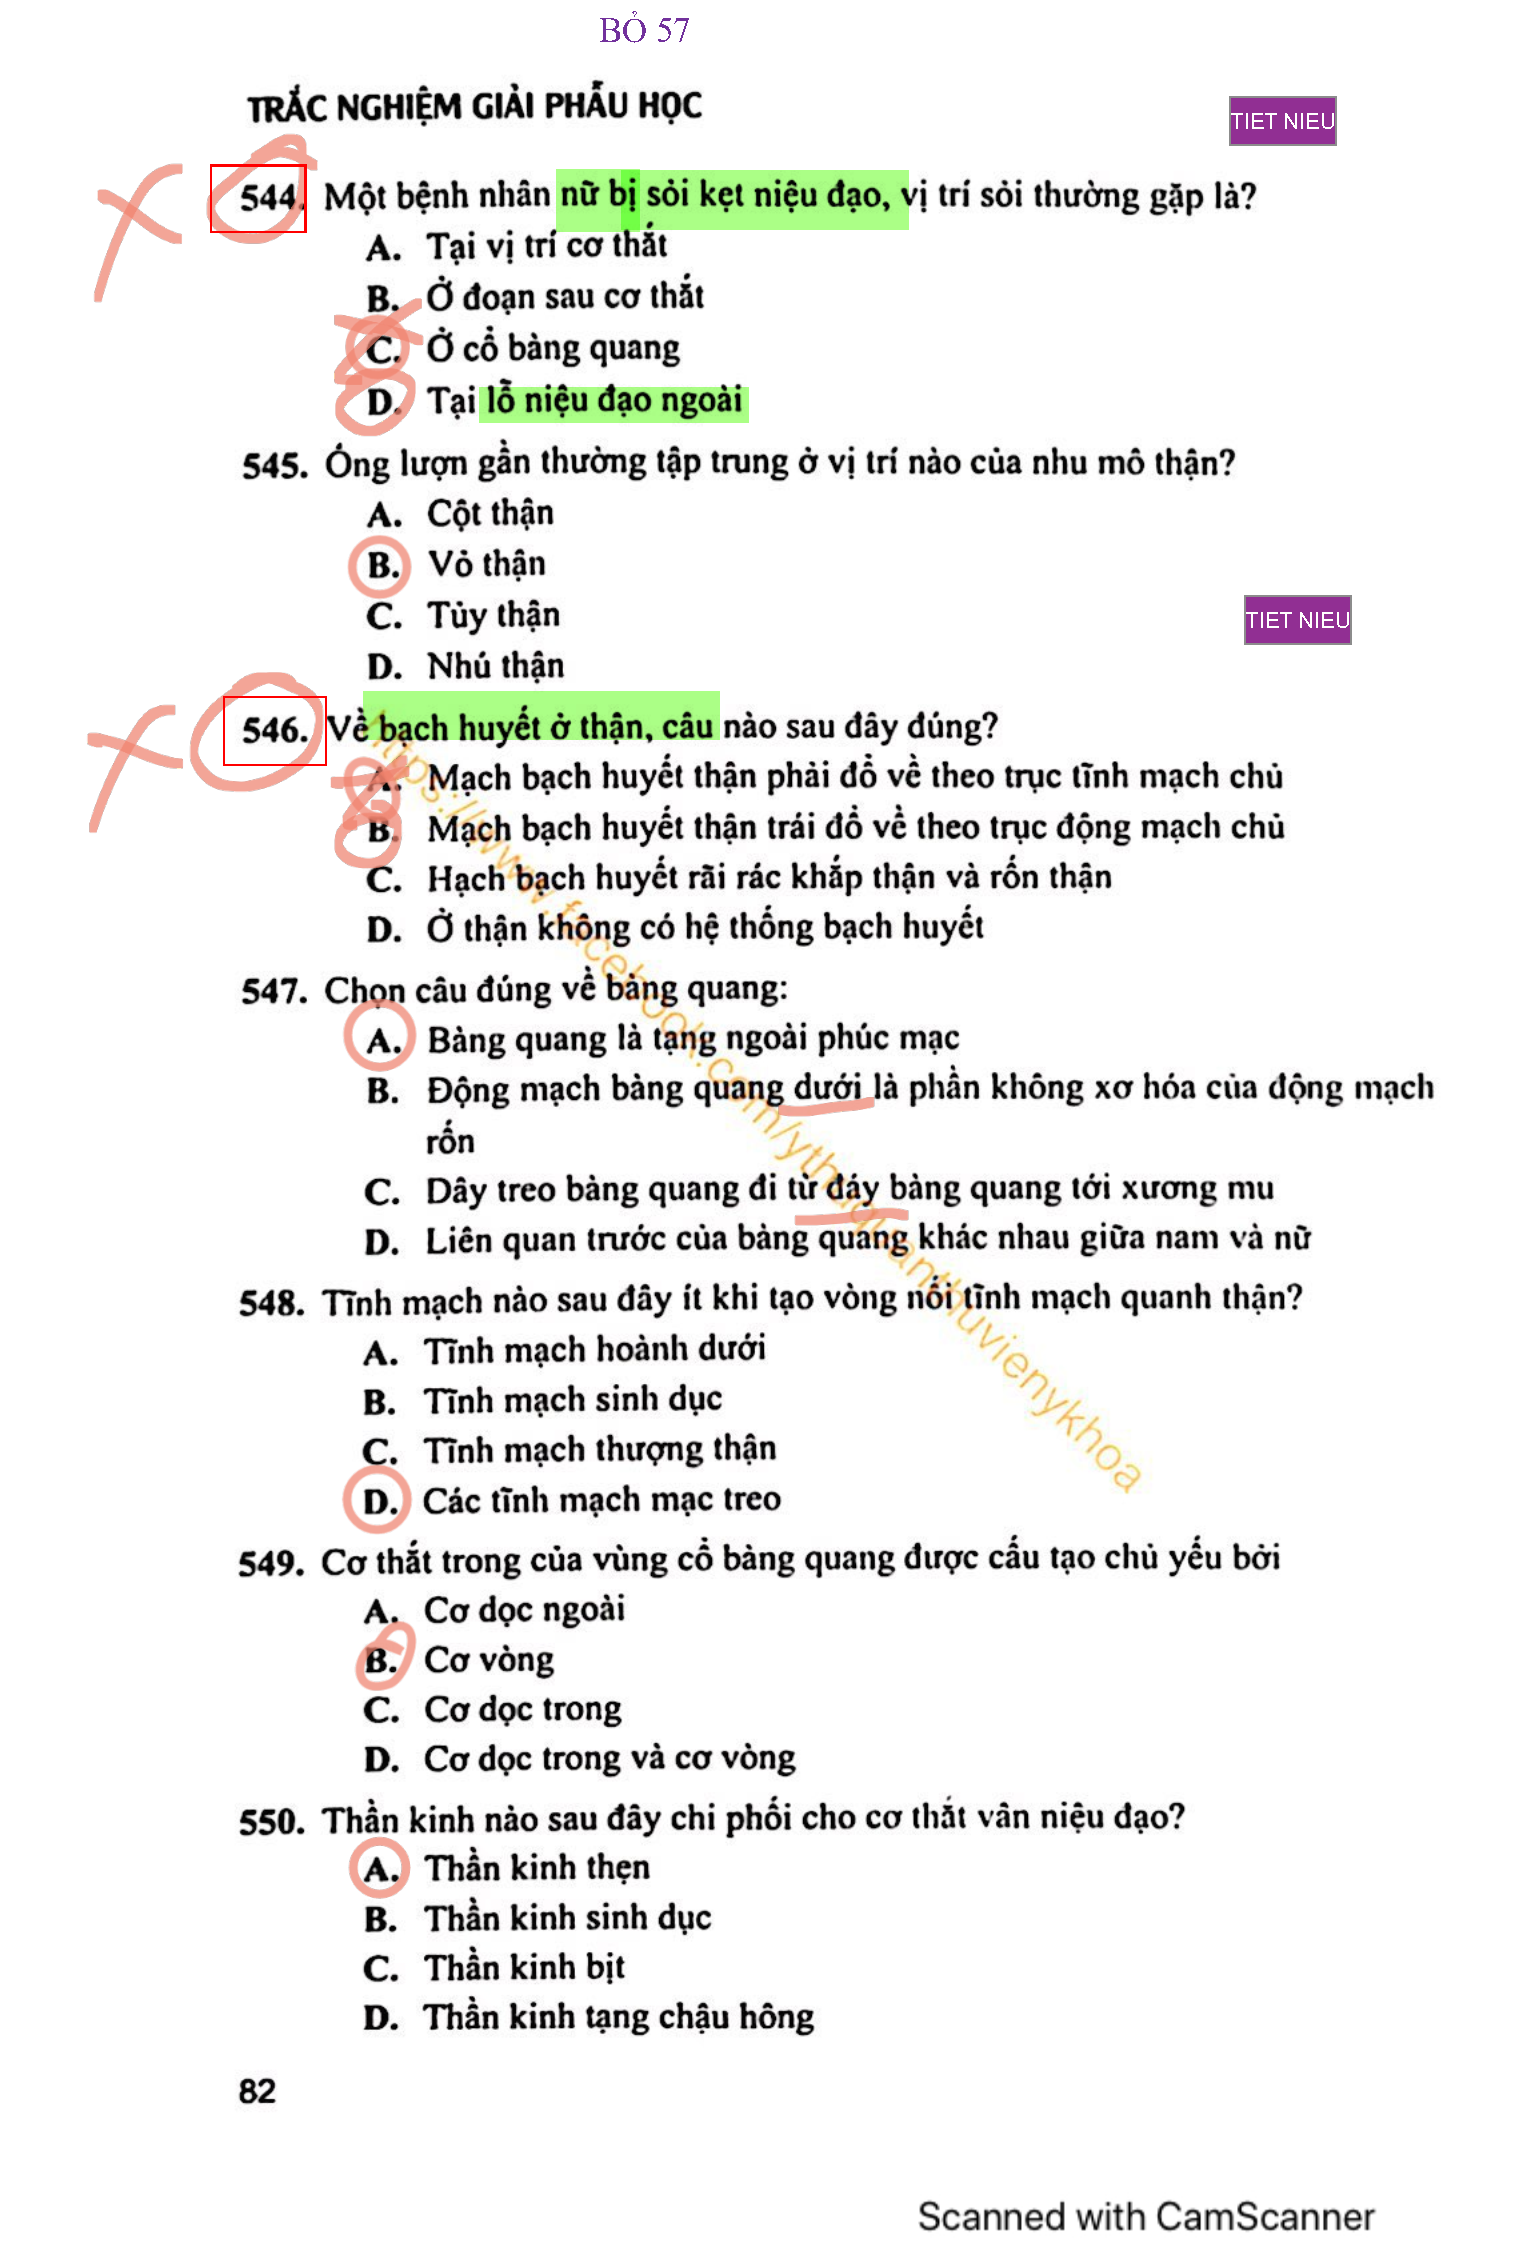 BỎ 57
TRẮC NGHIỆM GIẢI PHẪU HỌC
TIET NIEU
544. Một bệnh nhân nữ bị sỏi kẹt niệu đạo, vị trí sỏi thường gặp là?
A. Tại vị trí cơ thắt
B. Ở đoạn sau cơ thắt
C. Ở cổ bàng quang
D. Tại lỗ niệu đạo ngoài
545. Ống lượn gần thường tập trung ở vị trí nào của nhu mô thận?
A. Cột thận
B. Vỏ thận
C. Tủy thận
TIET NIEU
D. Nhú thận
546. Về bạch huyết ở thận, câu nào sau đây đúng?
A. Mạch bạch huyết thận phải đổ về theo trục tĩnh mạch chủ
B. Mạch bạch huyết thận trái đổ về theo trục động mạch chủ
C. Hạch bạch huyết rãi rác khắp thận và rốn thận
D. Ở thận không có hệ thống bạch huyết
547. Chọn câu đúng về bàng quang:
A. Bàng quang là tạng ngoài phúc mạc
B. Động mạch bàng quang dưới là phần không xơ hóa của động mạch
rốn
C. Dây treo bàng quang đi từ đáy bàng quang tới xương mu
D. Liên quan trước của bàng quang khác nhau giữa nam và nữ
548. Tĩnh mạch nào sau đây ít khi tạo vòng nối tĩnh mạch quanh thận?
A. Tĩnh mạch hoành dưới
B. Tĩnh mạch sinh dục
C. Tĩnh mạch thượng thận
D. Các tĩnh mạch mạc treo
549. Cơ thắt trong của vùng cổ bàng quang được cấu tạo chủ yếu bởi
A. Cơ dọc ngoài
B. Cơ vòng
C. Cơ dọc trong
D. Cơ dọc trong và cơ vòng
550. Thần kinh nào sau đây chi phối cho cơ thắt vân niệu đạo?
A. Thần kinh thẹn
B. Thần kinh sinh dục
C. Thần kinh bịt
D. Thần kinh tạng chậu hông
https://www.facebook.com/ythuquanthuvienykhoa
82
Scanned with CamScanner